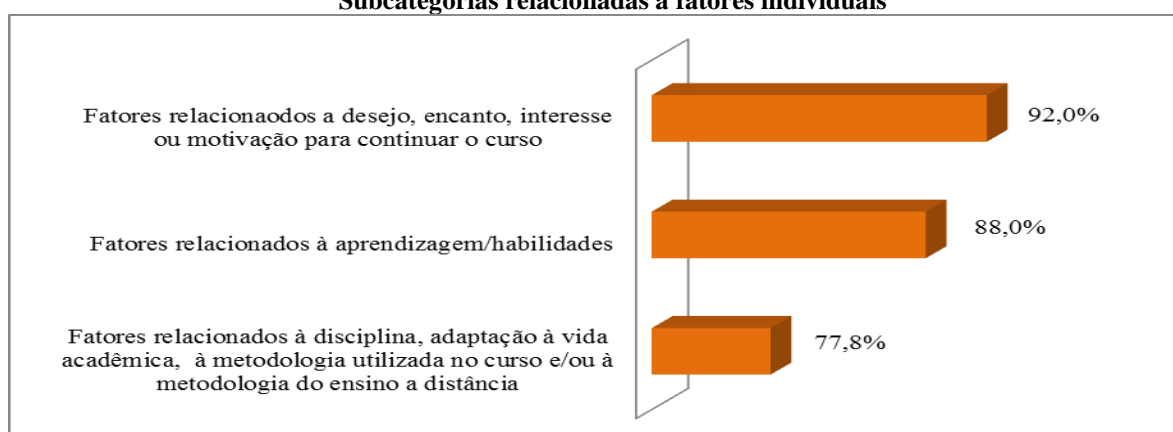 Subcategorias relacionadas a fatores individuais
Fatores relacionaodos a desejo, encanto, interesse
ou motivação para continuar o curso
92,0%
Fatores relacionados à aprendizagem/habilidades
88,0%
Fatores relacionados à disciplina, adaptação à vida
acadêmica, à metodologia utilizada no curso e/ou à
metodologia do ensino a distância
77,8%